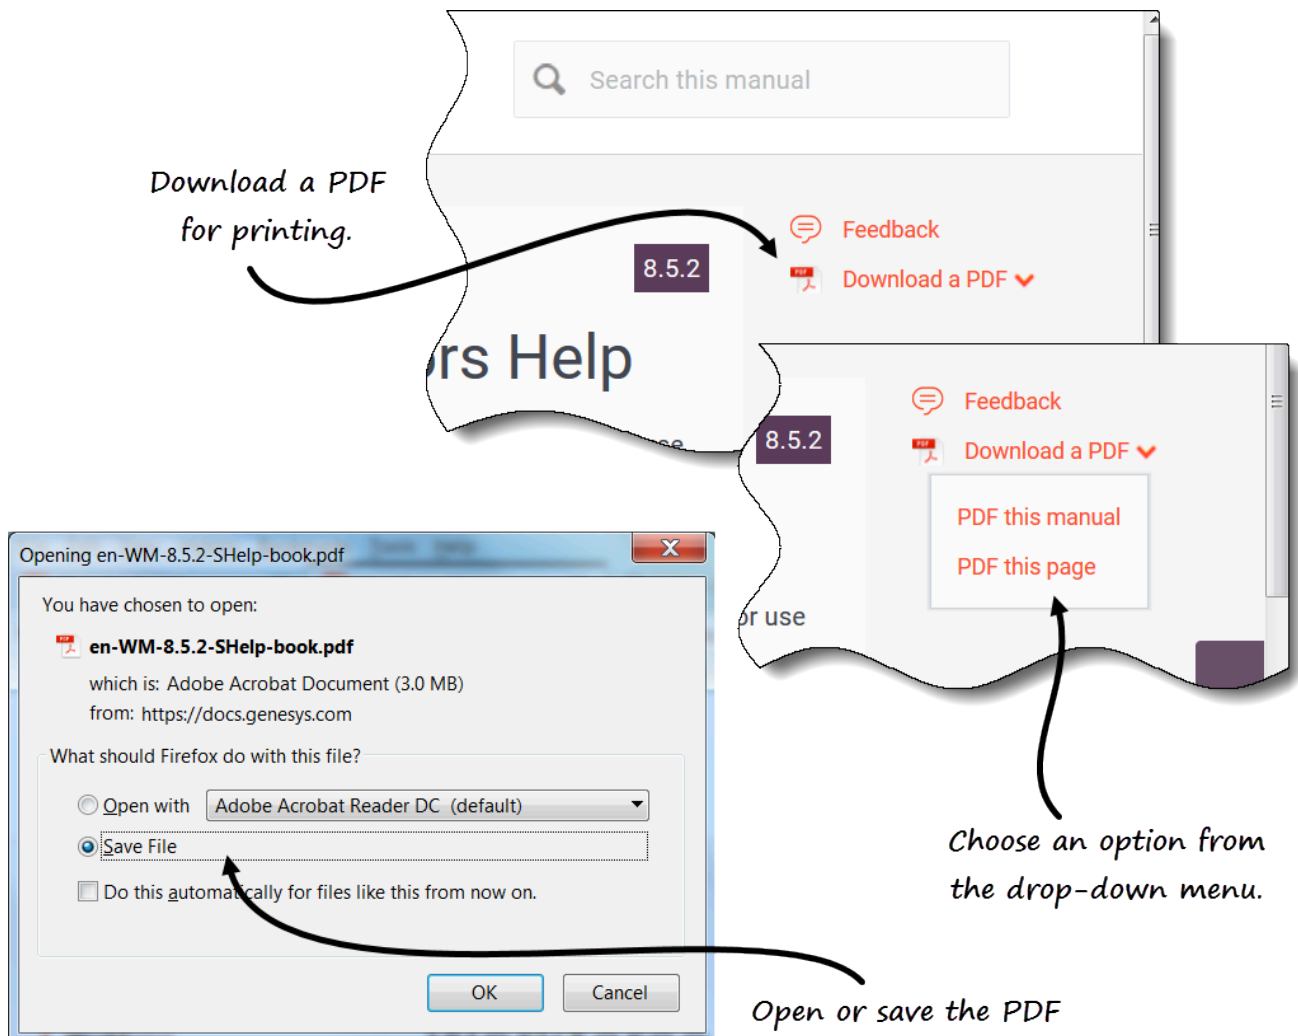 Search this manual
Download a PDF
for printing.
Feedback
8.5.2
Download a PDF
rs Help
Feedback
8.5.2
Download a PDF
PDF this manual
PDF this page
or use
Opening en-WM-8.5.2-SHelp-book.pdf
You have chosen to open:
en-WM-8.5.2-SHelp-book.pdf
which is: Adobe Acrobat Document (3.0 MB)
from: https://docs.genesys.com
What should Firefox do with this file?
Open with Adobe Acrobat Reader DC (default)
Save File
Do this automatically for files like this from now on.
OK Cancel
Choose an option from
the drop-down menu.
Open or save the PDF